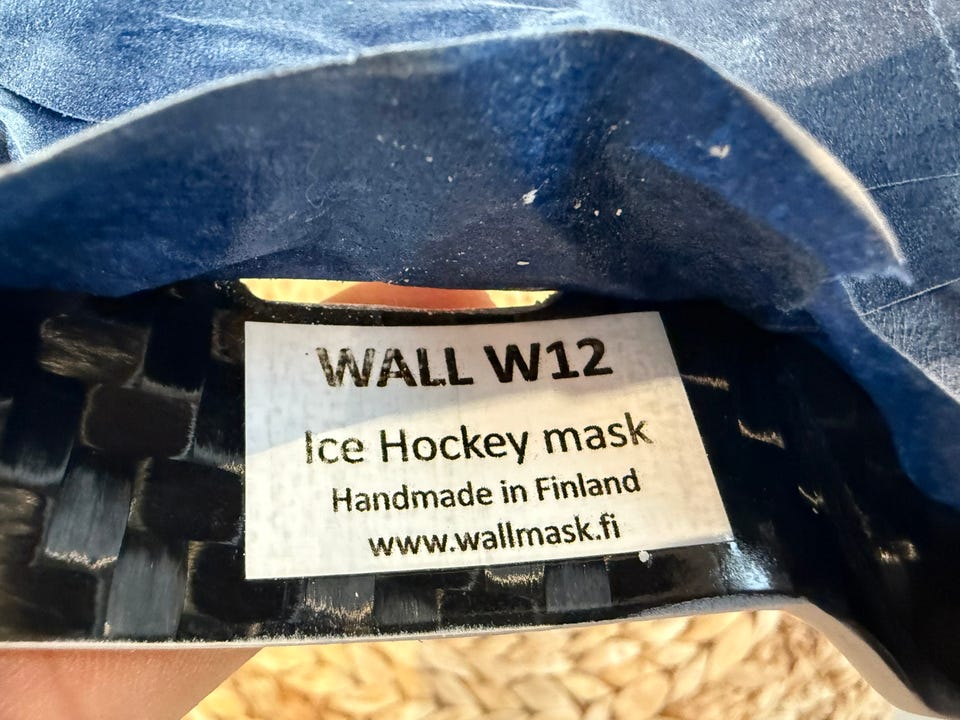 WALL W12
Ice Hockey mask
Handmade in Finland
www.wallmask.fi